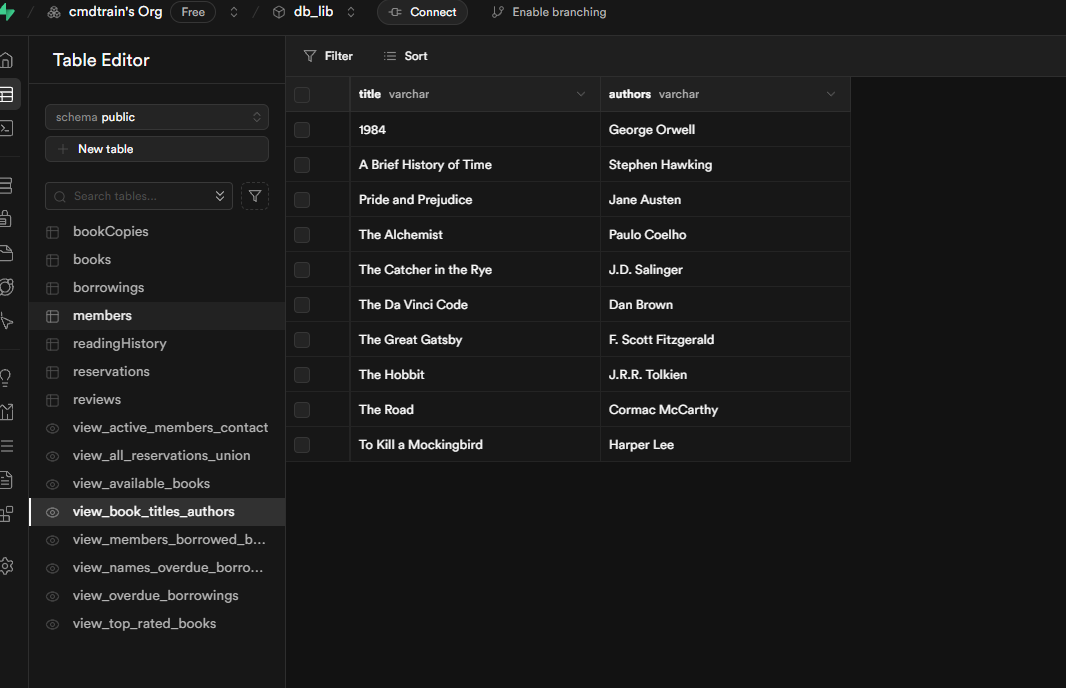 cmdtrain's Org Free db_lib Connect Enable branching
Table Editor
schema public
New table
Search tables...
bookCopies
books
borrowings
members
readingHistory
reservations
reviews
view_active_members_contact
view_all_reservations_union
view_available_books
view_book_titles_authors
view_members_borrowed_b...
view_names_overdue_borro...
view_overdue_borrowings
view_top_rated_books
Filter Sort
title varchar authors varchar
1984 George Orwell
A Brief History of Time Stephen Hawking
Pride and Prejudice Jane Austen
The Alchemist Paulo Coelho
The Catcher in the Rye J.D. Salinger
The Da Vinci Code Dan Brown
The Great Gatsby F. Scott Fitzgerald
The Hobbit J.R.R. Tolkien
The Road Cormac McCarthy
To Kill a Mockingbird Harper Lee